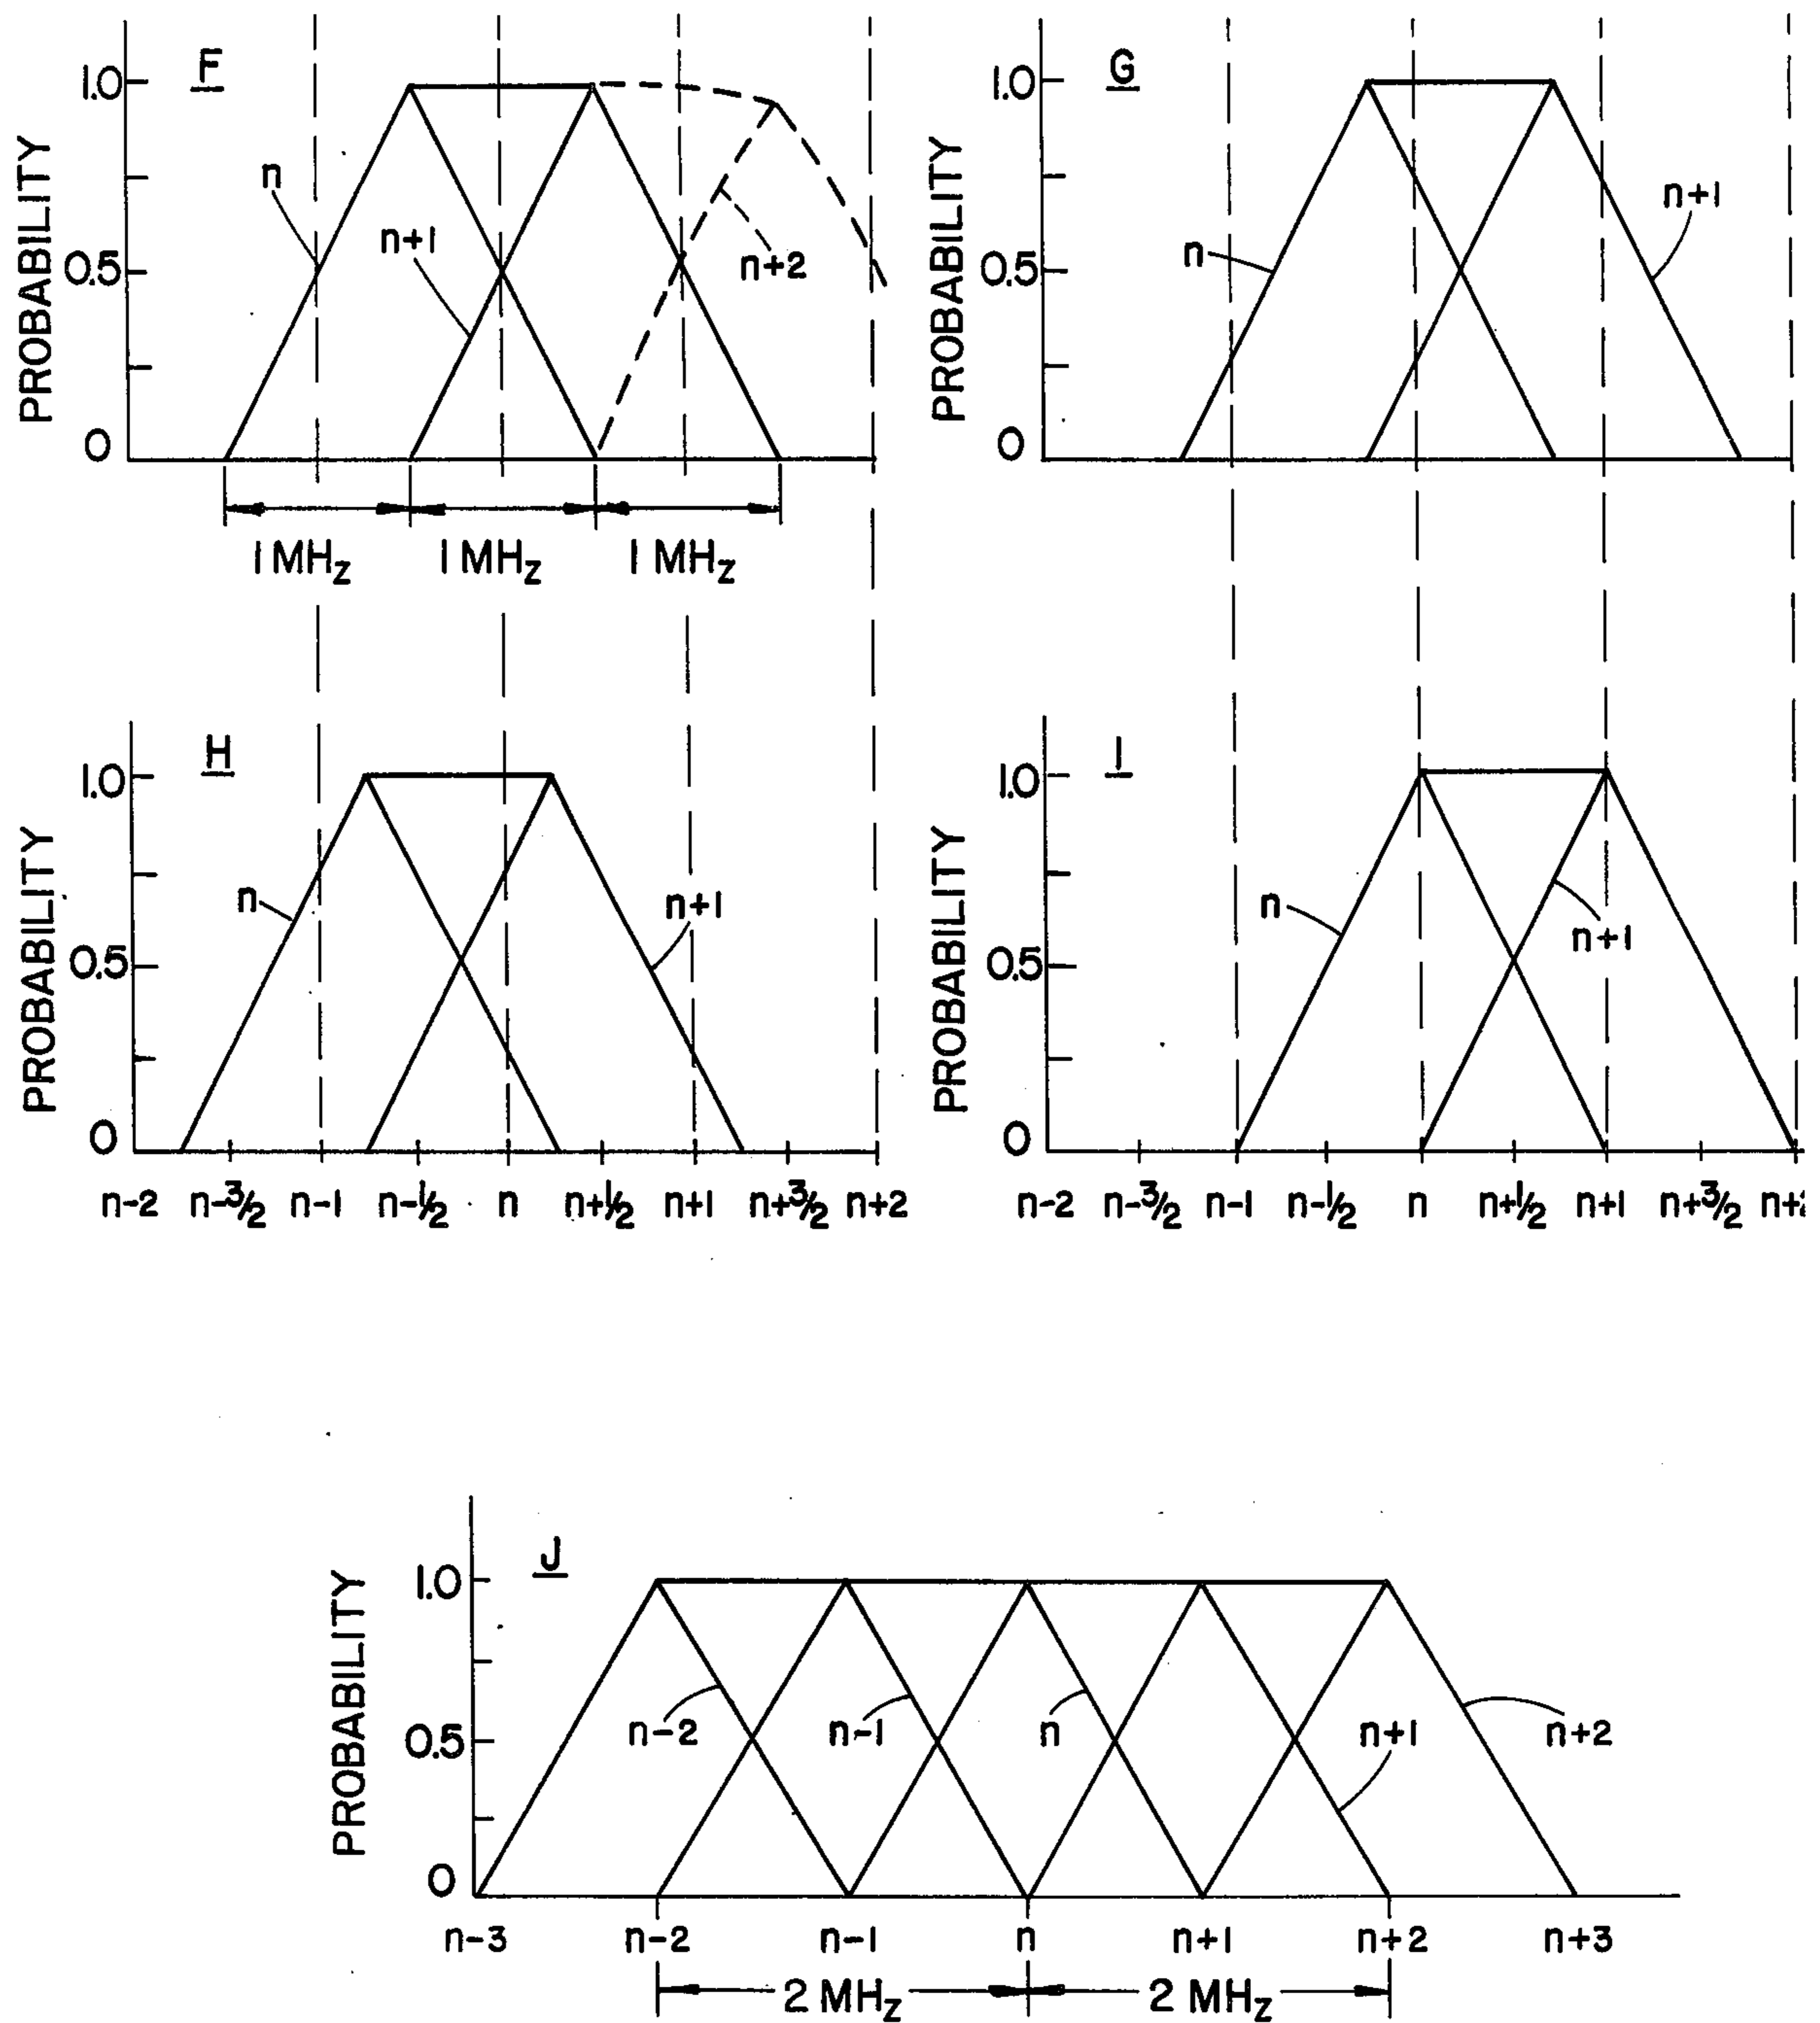 F
PROBABILITY
1.0
0.5
0
n
n+1
n+2
1 MHz 1 MHz 1 MHz
G
PROBABILITY
1.0
0.5
0
n
n+1
H
PROBABILITY
1.0
0.5
0
n
n+1
n-2 n-3/2 n-1 n-1/2 n n+1/2 n+1 n+3/2 n+2
I
PROBABILITY
1.0
0.5
0
n
n+1
n-2 n-3/2 n-1 n-1/2 n n+1/2 n+1 n+3/2
J
PROBABILITY
1.0
0.5
0
n-2 n-1 n n+1 n+2
n-3 n-2 n-1 n n+1 n+2 n+3
2 MHz 2 MHz